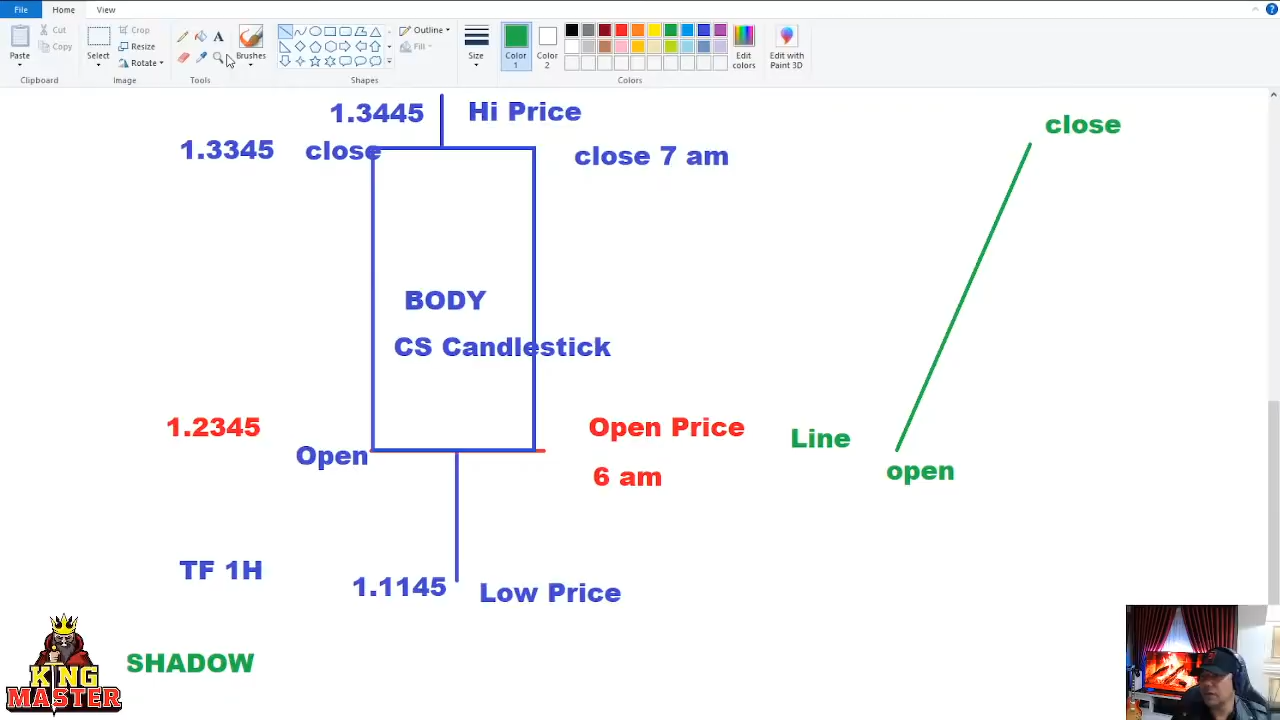 File
Home
View
Paste
Cut
Copy
Clipboard
Select
Crop
Resize
Rotate
Image
Tools
Brushes
Shapes
Outline
Fill
Size
Color 1
Color 2
Colors
Edit colors
Edit with Paint 3D
1.3445
Hi Price
close
1.3345
close
close 7 am
BODY
CS Candlestick
1.2345
Open Price
Line
Open
6 am
open
TF 1H
1.1145
Low Price
SHADOW
KING
MASTER